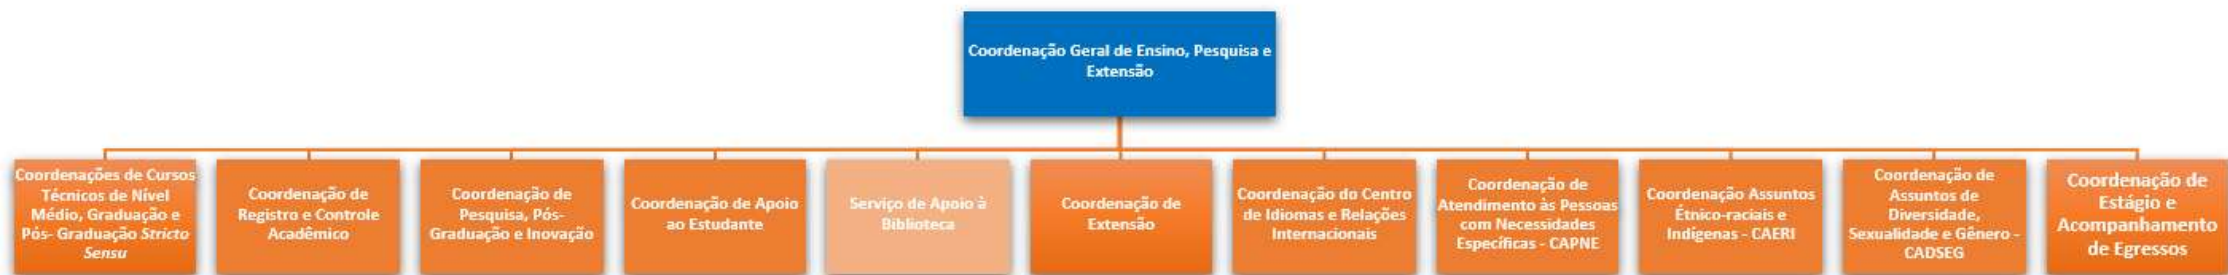 Coordenação Geral de Ensino, Pesquisa e
Extensão
Coordenações de Cursos
Técnicos de Nível
Médio, Graduação e
Pós- Graduação Stricto
Sensu
Coordenação de
Registro e Controle
Acadêmico
Coordenação de
Pesquisa, Pós-
Graduação e Inovação
Coordenação de Apoio
ao Estudante
Serviço de Apoio à
Biblioteca
Coordenação de
Extensão
Coordenação do Centro
de Idiomas e Relações
Internacionais
Coordenação de
Atendimento às Pessoas
com Necessidades
Específicas - CAPNE
Coordenação Assuntos
Étnico-raciais e
Indígenas - CAERI
Coordenação de
Assuntos de
Diversidade,
Sexualidade e Gênero -
CADSEG
Coordenação de
Estágio e
Acompanhamento
de Egressos